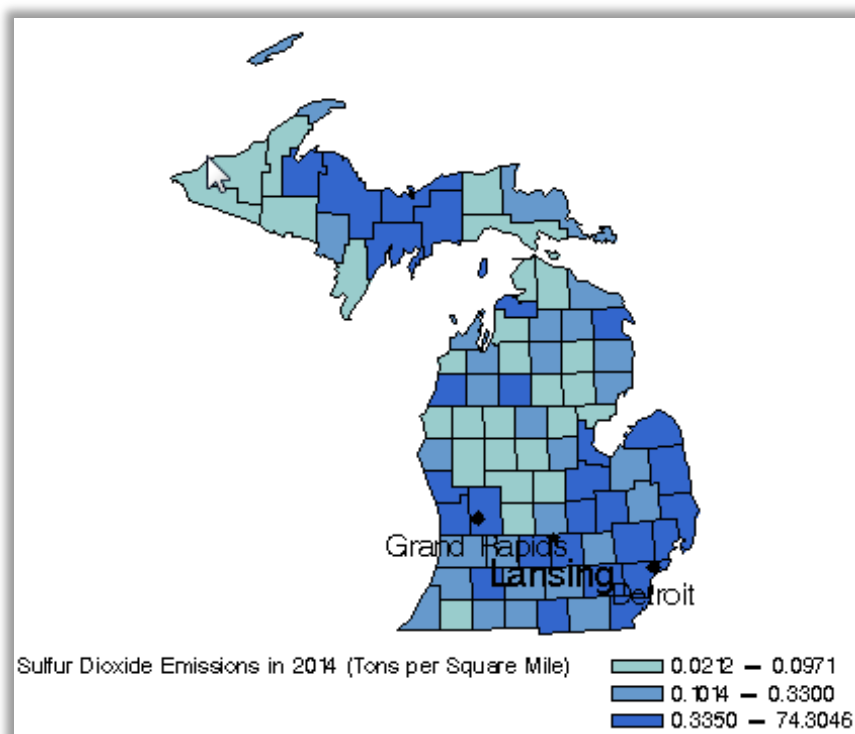 Grand Rapids
Lansing
Detroit
Sulfur Dioxide Emissions in 2014 (Tons per Square Mile)
0.0212 – 0.0971
0.1014 – 0.3300
0.3350 – 74.3046